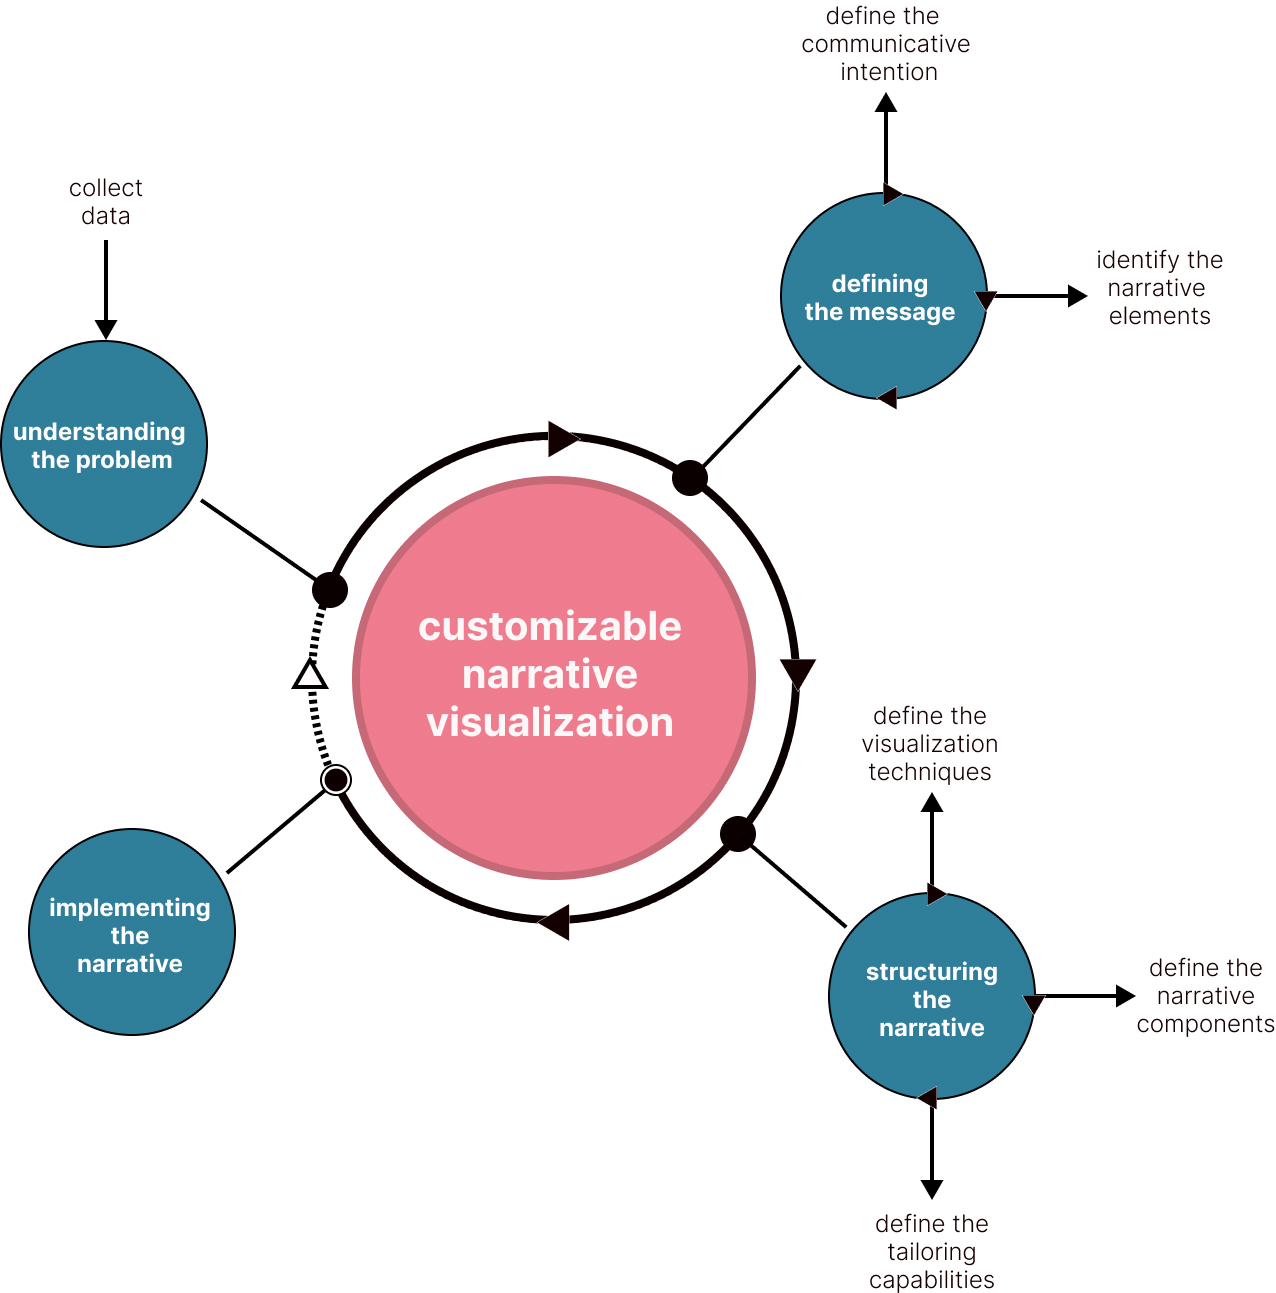 define the
communicative
intention
collect
data
identify the
narrative
elements
defining
the message
understanding
the problem
customizable
narrative
visualization
define the
visualization
techniques
implementing
the
narrative
structuring
the
narrative
define the
narrative
components
define the
tailoring
capabilities